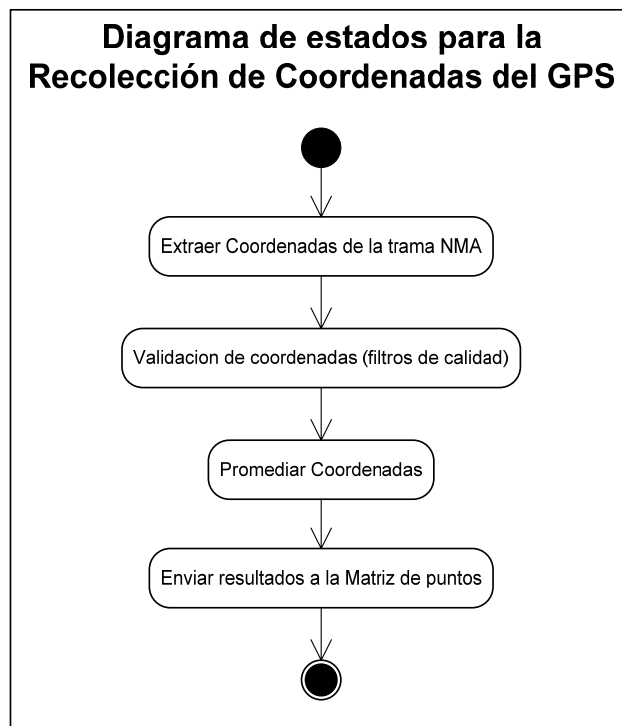 Diagrama de estados para la
Recolección de Coordenadas del GPS
Extraer Coordenadas de la trama NMA
Validacion de coordenadas (filtros de calidad)
Promediar Coordenadas
Enviar resultados a la Matriz de puntos